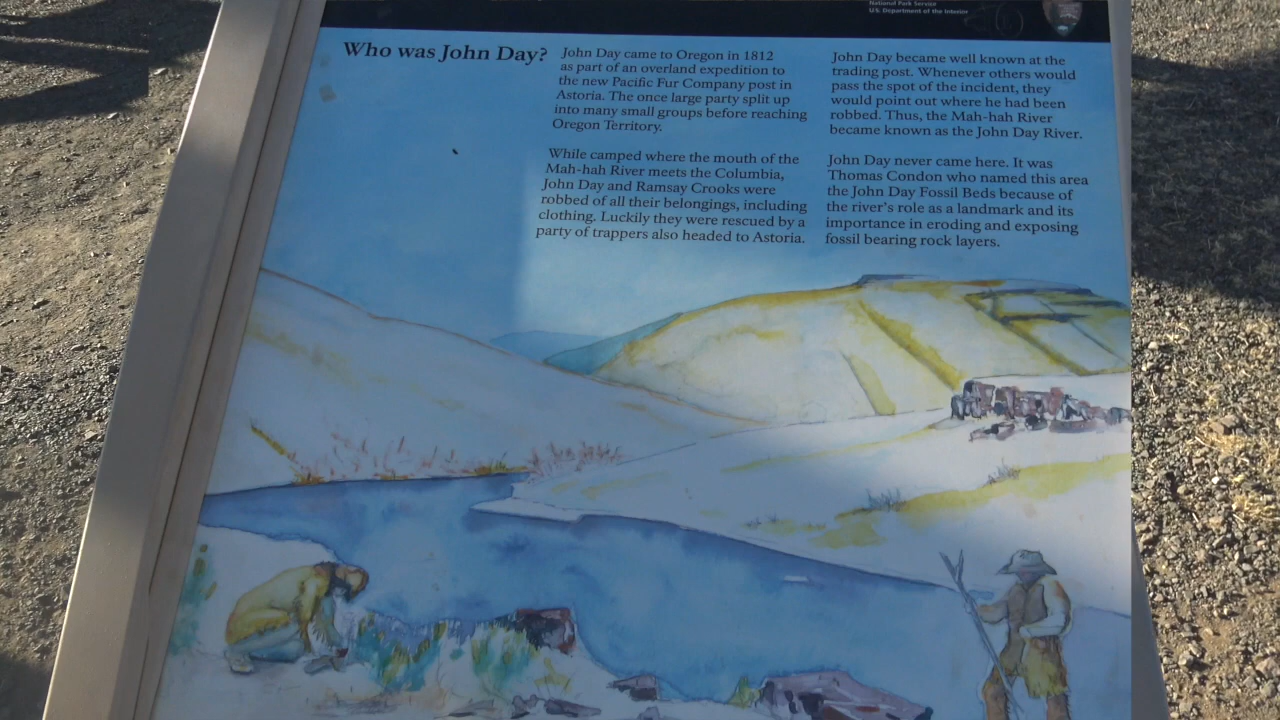 National Park Service
U.S. Department of the Interior
Who was John Day?
John Day came to Oregon in 1812
as part of an overland expedition to
the new Pacific Fur Company post in
Astoria. The once large party split up
into many small groups before reaching
Oregon Territory.
While camped where the mouth of the
Mah-hah River meets the Columbia,
John Day and Ramsay Crooks were
robbed of all their belongings, including
clothing. Luckily they were rescued by a
party of trappers also headed to Astoria.
John Day became well known at the
trading post. Whenever others would
pass the spot of the incident, they
would point out where he had been
robbed. Thus, the Mah-hah River
became known as the John Day River.
John Day never came here. It was
Thomas Condon who named this area
the John Day Fossil Beds because of
the river's role as a landmark and its
importance in eroding and exposing
fossil bearing rock layers.